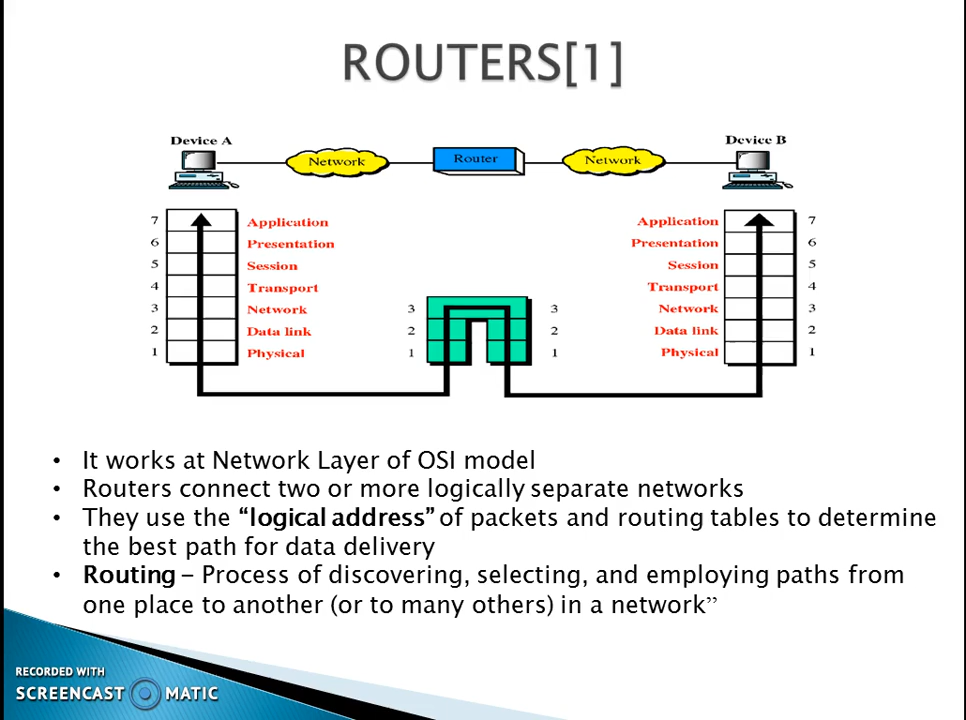 ROUTERS[1]
Device A
Device B
Network
Router
Network
7 Application
6 Presentation
5 Session
4 Transport
3 Network
2 Data link
1 Physical
3 3
2 2
1 1
Application 7
Presentation 6
Session 5
Transport 4
Network 3
Data link 2
Physical 1
• It works at Network Layer of OSI model
• Routers connect two or more logically separate networks
• They use the “logical address” of packets and routing tables to determine
the best path for data delivery
• Routing – Process of discovering, selecting, and employing paths from
one place to another (or to many others) in a network”
RECORDED WITH
SCREENCAST MATIC